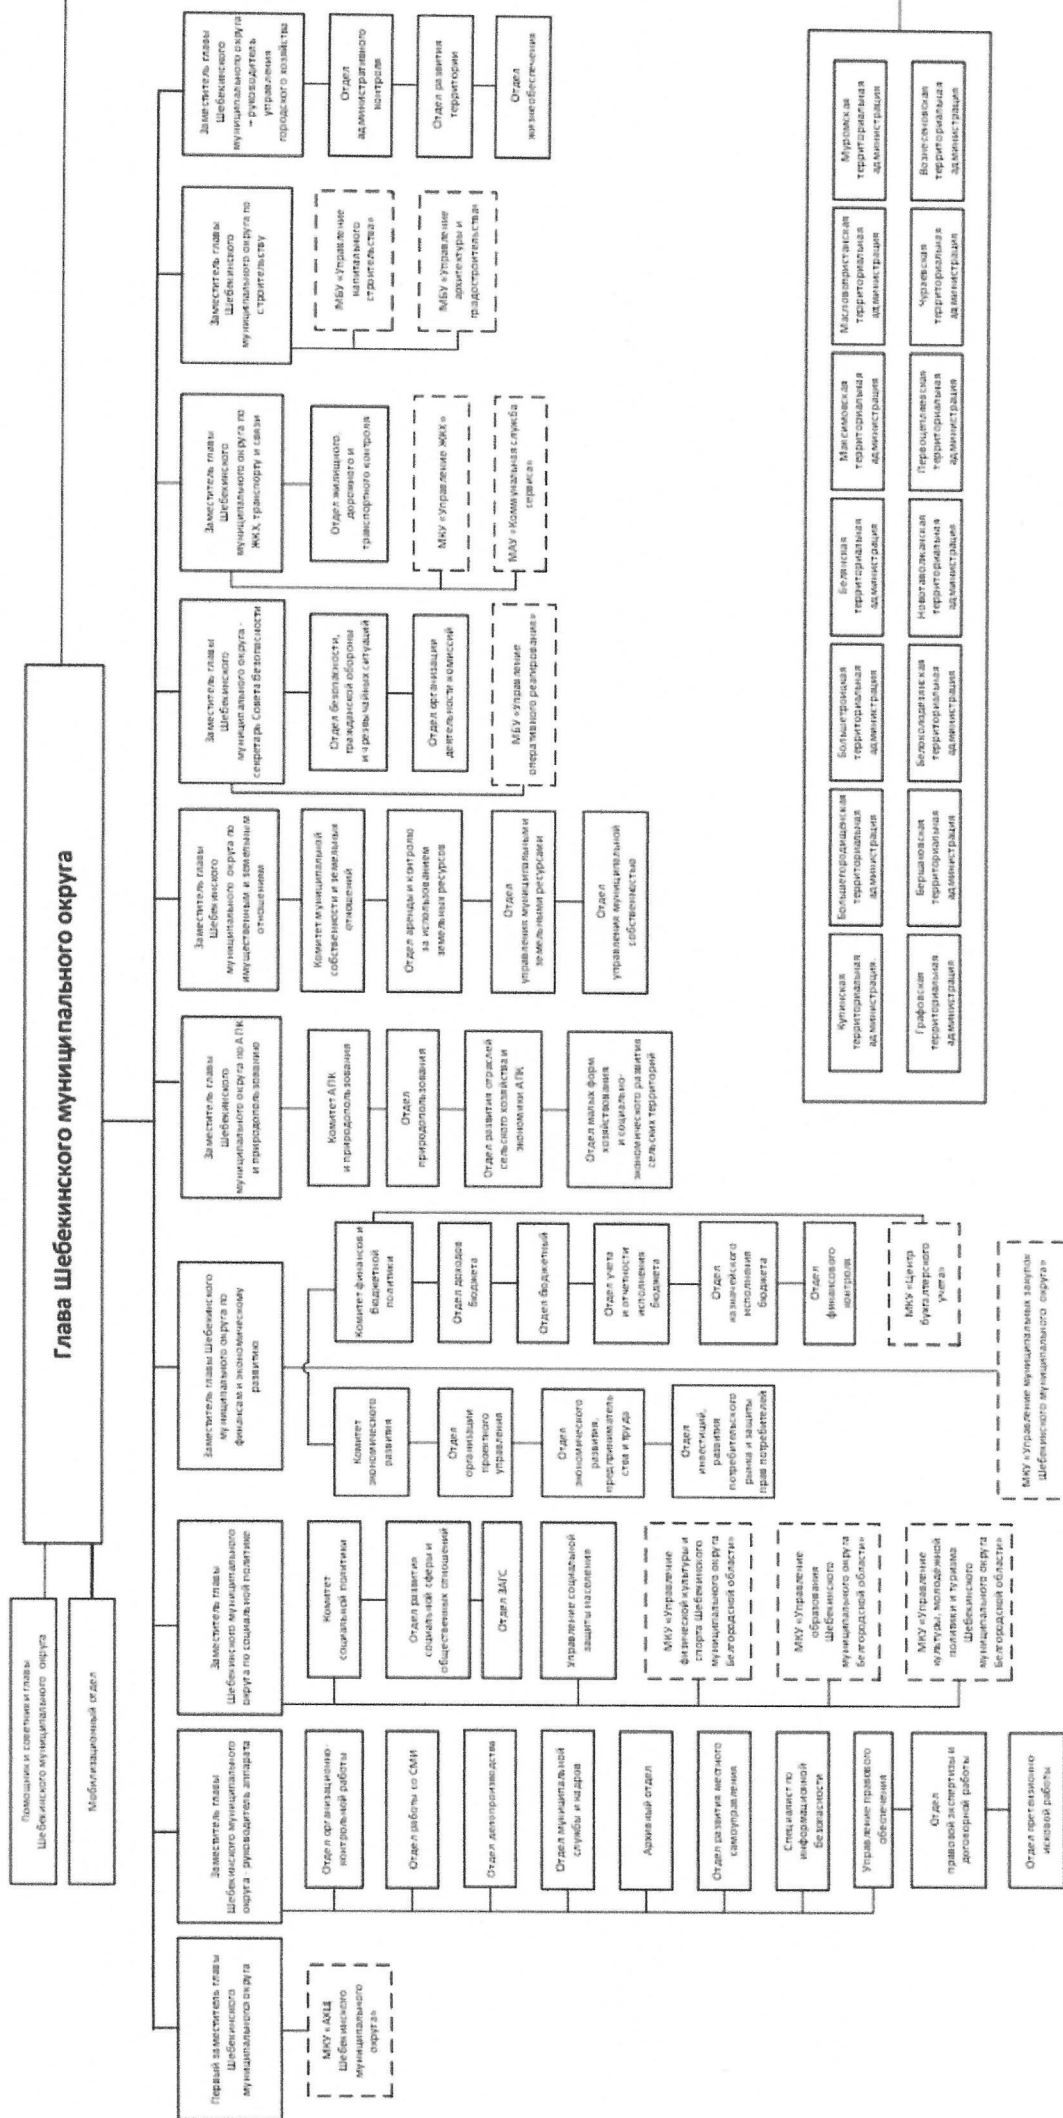 Помощник и советники главы
Шебекинского муниципального округа
Мобилизационный отдел
Глава Шебекинского муниципального округа
Первый заместитель главы
Шебекинского
муниципального округа
МКУ «АХЦ
Шебекинского
муниципального
округа»
Заместитель главы
Шебекинского муниципального
округа - руководитель аппарата
Отдел организационно-
контрольной работы
Отдел работы со СМИ
Отдел делопроизводства
Отдел муниципальной
службы и кадров
Архивный отдел
Отдел развития местного
самоуправления
Специалист по
информационной
безопасности
Управление правового
обеспечения
Отдел
правовой экспертизы и
договорной работы
Отдел претензионно-
исковой работы
Заместитель главы
Шебекинского муниципального
округа по социальной политике
Комитет
социальной политики
Отдел развития
социальной сферы и
общественных отношений
Отдел ЗАГС
Управление социальной
защиты населения
МКУ «Управление
физической культуры и
спорта Шебекинского
муниципального округа
Белгородской области»
МКУ «Управление
образования
Шебекинского
муниципального округа
Белгородской области»
МКУ «Управление
культуры, молодежной
политики и туризма
Шебекинского
муниципального округа
Белгородской области»
Заместитель главы Шебекинского
муниципального округа по
финансам и экономическому
развитию
Комитет
экономического
развития
Отдел
организации
проектного
управления
Отдел
экономического
развития,
предприниматель
ства и труда
Отдел
инвестиций,
развития
потребительского
рынка и защиты
прав потребителей
Комитет финансов и
бюджетной
политики
Отдел доходов
бюджета
Отдел бюджетный
Отдел учета
и отчетности
исполнения
бюджета
Отдел
казначейского
исполнения
бюджета
Отдел
финансового
контроля
МКУ «Центр
бухгалтерского
учета»
МКУ «Управление муниципальных закупок
Шебекинского муниципального округа»
Заместитель главы
Шебекинского
муниципального округа по АПК
и природопользованию
Комитет АПК
и природопользования
Отдел
природопользования
Отдел развития отраслей
сельского хозяйства и
экономики АПК
Отдел малых форм
хозяйствования
и социально-
экономического развития
сельских территорий
Заместитель главы
Шебекинского
муниципального округа по
имущественным и земельным
отношениям
Комитет муниципальной
собственности и земельных
отношений
Отдел аренды и контролю
за использованием
земельных ресурсов
Отдел
управления муниципальными
земельными ресурсами
Отдел
управления муниципальной
собственностью
Заместитель главы
Шебекинского
муниципального округа -
секретарь Совета безопасности
Отдел безопасности,
гражданской обороны
и чрезвычайных ситуаций
Отдел организации
деятельности комиссий
МБУ «Управление
оперативного реагирования»
Заместитель главы
Шебекинского
муниципального округа по
ЖКХ, транспорту и связи
Отдел жилищного,
дорожного и
транспортного контроля
МКУ «Управление ЖКХ»
МАУ «Коммунальная служба
сервиса»
Заместитель главы
Шебекинского
муниципального округа по
строительству
МБУ «Управление
капитального
строительства»
МБУ «Управление
архитектуры и
градостроительства»
Заместитель главы
Шебекинского
муниципального округа
– руководитель
управления
городского хозяйства
Отдел
административного
контроля
Отдел развития
территории
Отдел
жизнеобеспечения
Купинская
территориальная
администрация
Большегородищенская
территориальная
администрация
Большетроицкая
территориальная
администрация
Белянская
территориальная
администрация
Максимовская
территориальная
администрация
Масловопристанская
территориальная
администрация
Муромская
территориальная
администрация
Графовская
территориальная
администрация
Вершановская
территориальная
администрация
Белоколодезянская
территориальная
администрация
Новотаволжанская
территориальная
администрация
Первоцепляевская
территориальная
администрация
Чураевская
территориальная
администрация
Вознесеновская
территориальная
администрация